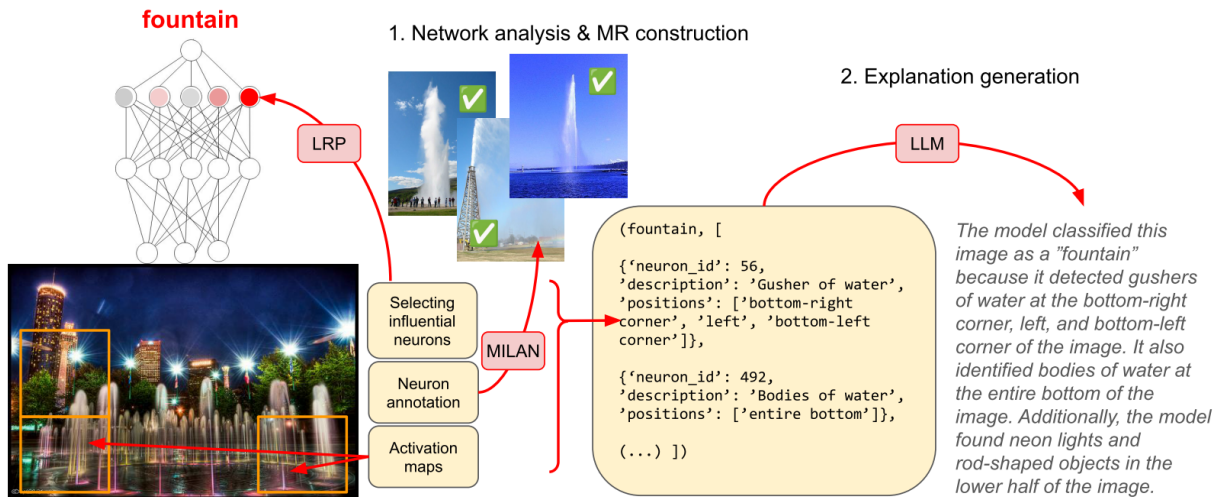 fountain
1. Network analysis & MR construction
2. Explanation generation
LRP
LLM
Selecting
influential
neurons
MILAN
Neuron
annotation
Activation
maps
(fountain, [
{‘neuron_id’: 56,
’description’: ’Gusher of water’,
’positions’: [’bottom-right
corner’, ’left’, ’bottom-left
corner’]},
{‘neuron_id’: 492,
’description’: ’Bodies of water’,
’positions’: [’entire bottom’]},
(...) ])
The model classified this
image as a ”fountain”
because it detected gushers
of water at the bottom-right
corner, left, and bottom-left
corner of the image. It also
identified bodies of water at
the entire bottom of the
image. Additionally, the model
found neon lights and
rod-shaped objects in the
lower half of the image.